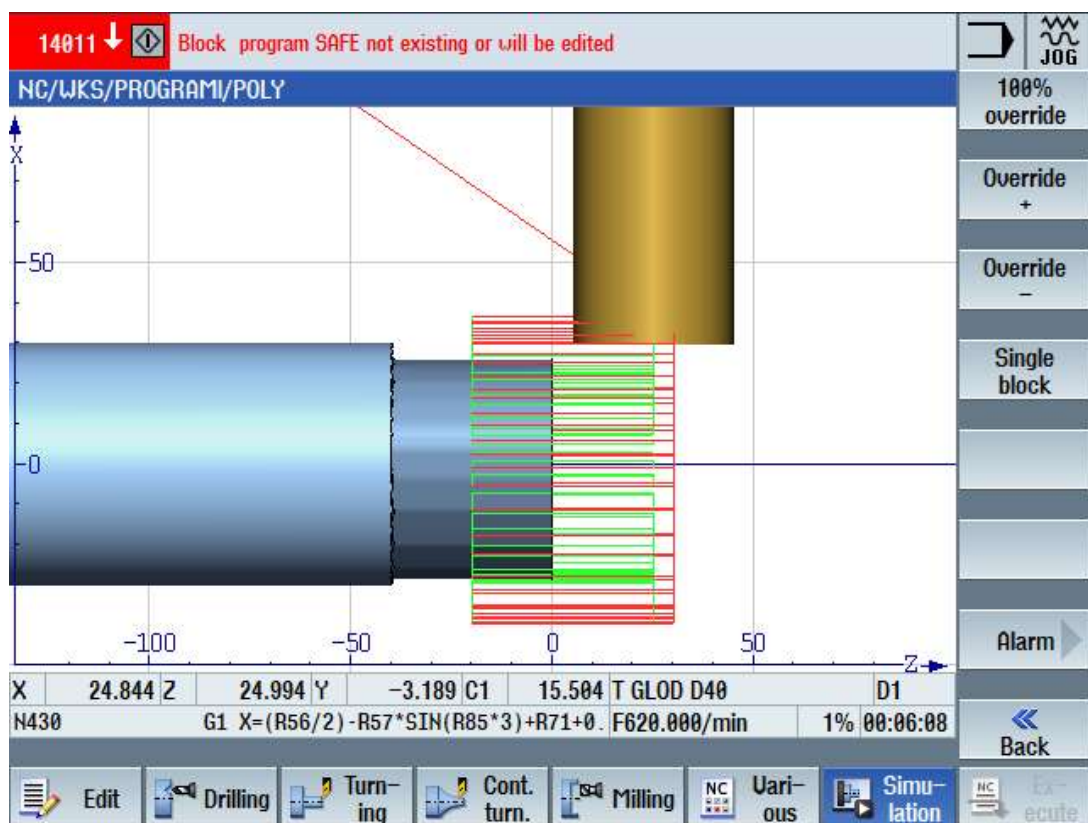 14011 Block program SAFE not existing or will be edited
JOG
NC/WKS/PROGRAMI/POLY
100%
override
X
Override
+
50
Override
-
Single
block
0
-100 -50 0 50
Z
Alarm
X 24.844 Z 24.994 Y -3.189 C1 15.504 T GLOD D40 D1
N430 G1 X=(R56/2)-R57*SIN(R85*3)+R71+0. F620.000/min 1% 00:06:08
Back
Edit
Drilling
Turn-
ing
Cont.
turn.
Milling
NC
Vari-
ous
Simu-
lation
NC
Ex-
ecute